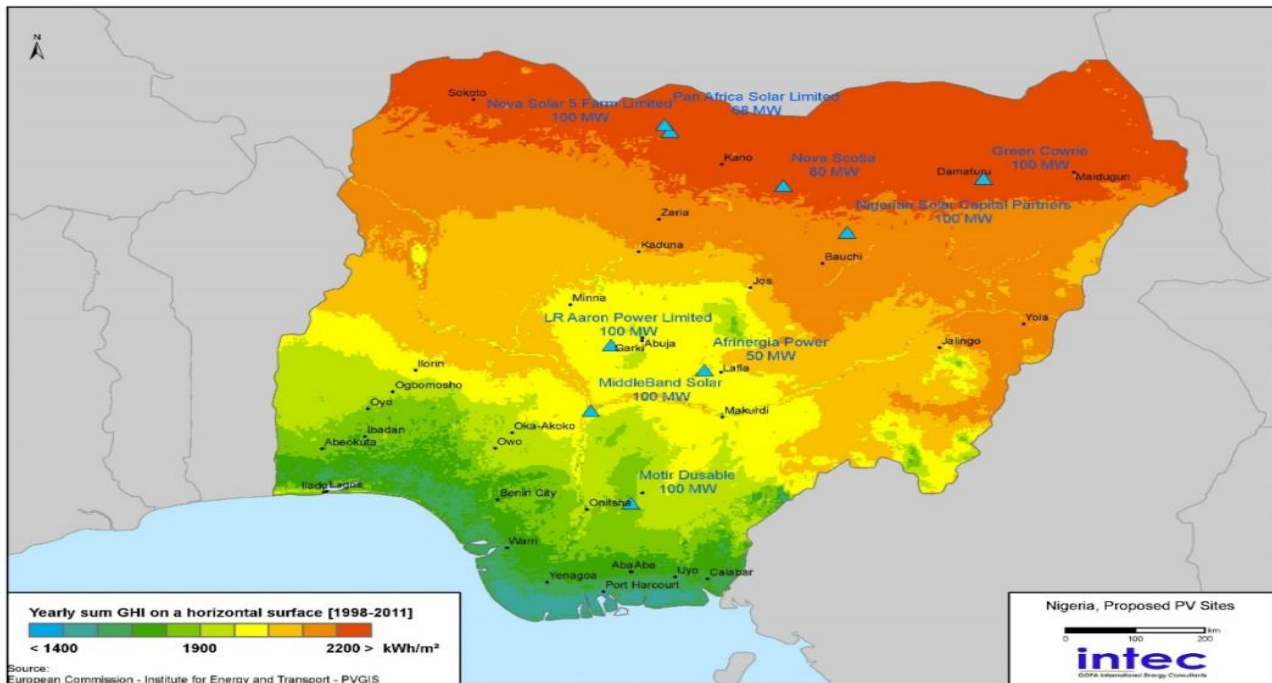 N
Sokoto
Nova Solar 5 Farm Limited
100 MW
Pan Africa Solar Limited
68 MW
Kano
Nova Scotia
80 MW
Green Cowrie
100 MW
Damaturu
Maiduguri
Nigerian Solar Capital Partners
100 MW
Zaria
Kaduna
Bauchi
Jos
Minna
LR Aaron Power Limited
100 MW
Abuja
Garki
Yola
Jalingo
Afrinergia Power
50 MW
Lafia
Ilorin
Ogbomosho
MiddleBand Solar
100 MW
Makurdi
Oyo
Ibadan
Abeokuta
Oka-Akoko
Owo
Motir Dusable
100 MW
Ilado
Lagos
Benin City
Onitsha
Warri
Aba
Aba
Uyo
Calabar
Yenagoa
Port Harcourt
Yearly sum GHI on a horizontal surface [1998-2011]
< 1400 1900 2200 > kWh/m²
Source:
European Commission - Institute for Energy and Transport - PVGIS
Nigeria, Proposed PV Sites
km
0 100 200
intec
GOPA International Energy Consultants